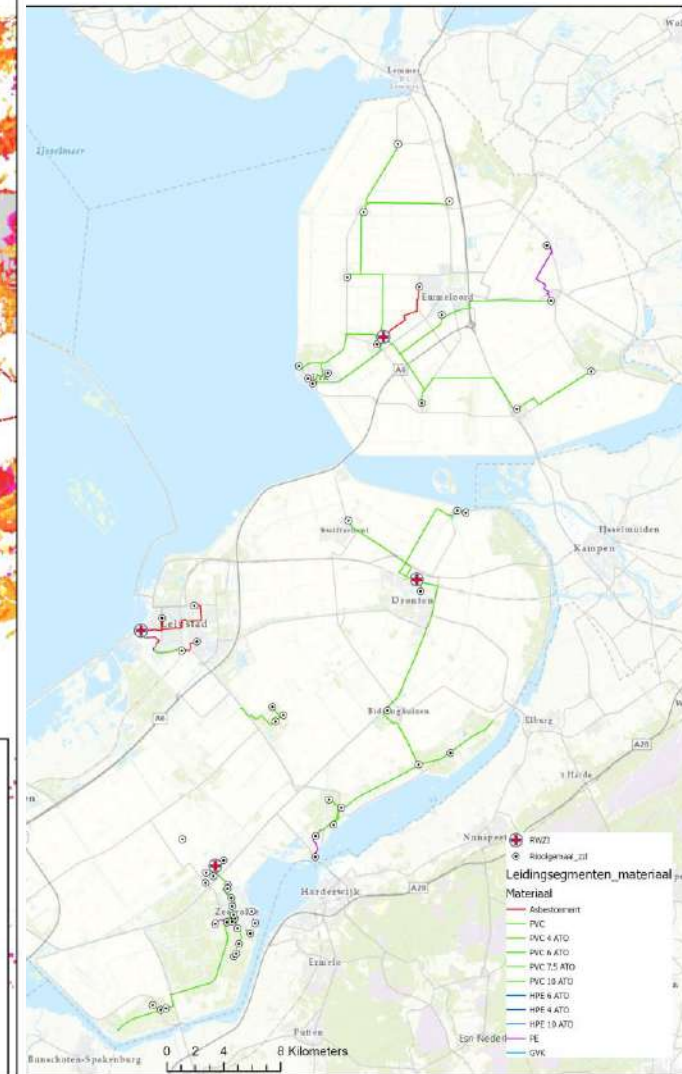 Lemmer
IJsselmeer
Emmeloord
A6
IJsselmuiden
Kampen
Swifterbant
Dronten
Lelystad
Biddinghuizen
Elburg
A6
A28
't Harde
Nunspeet
RWZI
Rioolgemaal_zzl
Leidingsegmenten_materiaal
Materiaal
Asbestcement
PVC
PVC 4 ATO
PVC 6 ATO
PVC 7.5 ATO
PVC 10 ATO
HPE 6 ATO
HPE 4 ATO
HPE 10 ATO
PE
GVK
Harderwijk
A28
Zeewolde
Ermelo
Putten
Bunschoten-Spakenburg
0 2 4 8 Kilometers